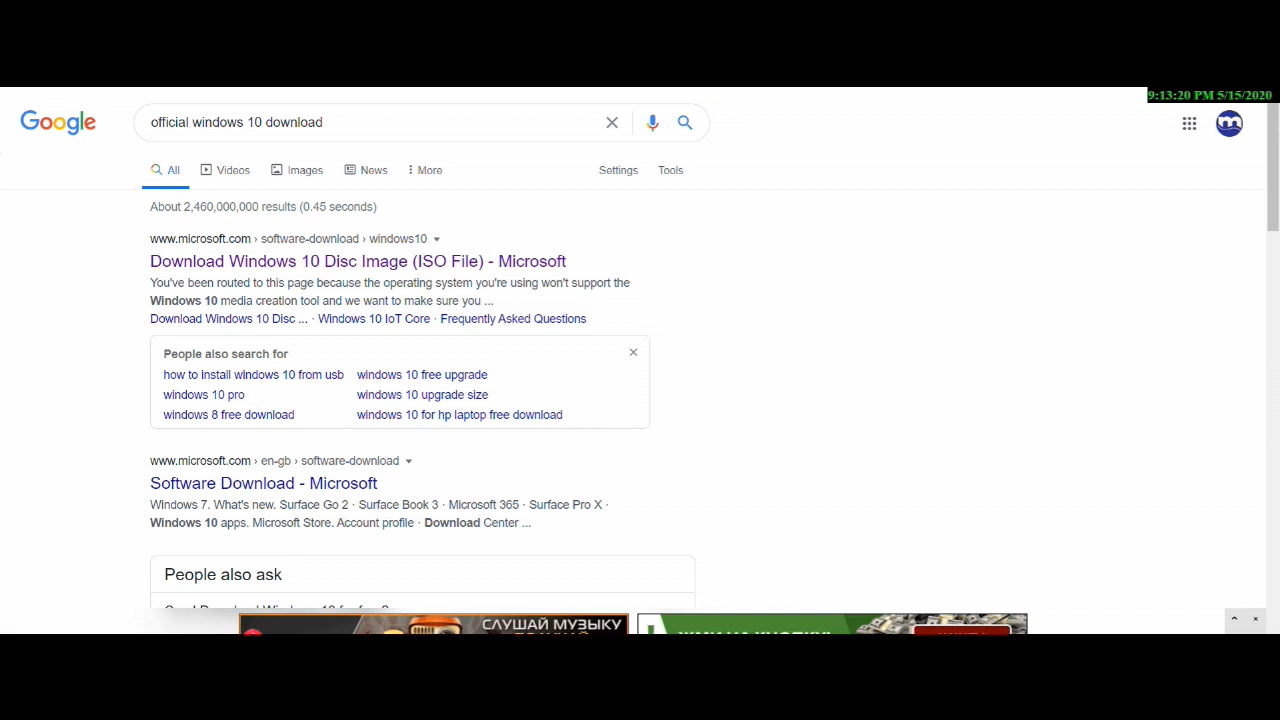 9:13:20 PM 5/15/2020
Google
official windows 10 download
All
Videos
Images
News
More
Settings
Tools
About 2,460,000,000 results (0.45 seconds)
www.microsoft.com › software-download › windows10
Download Windows 10 Disc Image (ISO File) - Microsoft
You've been routed to this page because the operating system you're using won't support the
Windows 10 media creation tool and we want to make sure you ...
Download Windows 10 Disc ... · Windows 10 IoT Core · Frequently Asked Questions
People also search for
how to install windows 10 from usb
windows 10 free upgrade
windows 10 pro
windows 10 upgrade size
windows 8 free download
windows 10 for hp laptop free download
www.microsoft.com › en-gb › software-download
Software Download - Microsoft
Windows 7. What's new. Surface Go 2 · Surface Book 3 · Microsoft 365 · Surface Pro X ·
Windows 10 apps. Microsoft Store. Account profile · Download Center ...
People also ask
СЛУШАЙ МУЗЫКУ